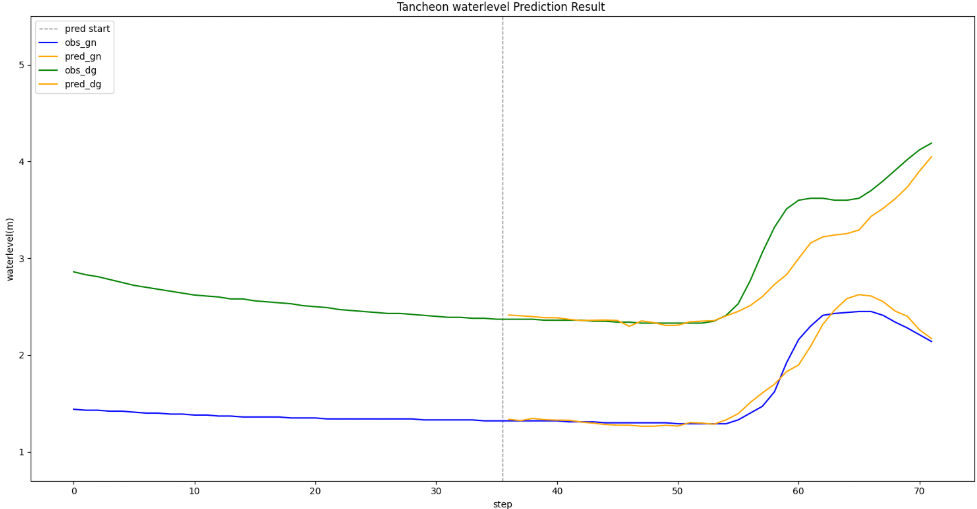 Tancheon waterlevel Prediction Result
pred start
obs_gn
pred_gn
obs_dg
pred_dg
waterlevel(m)
5
4
3
2
1
0 10 20 30 40 50 60 70
step